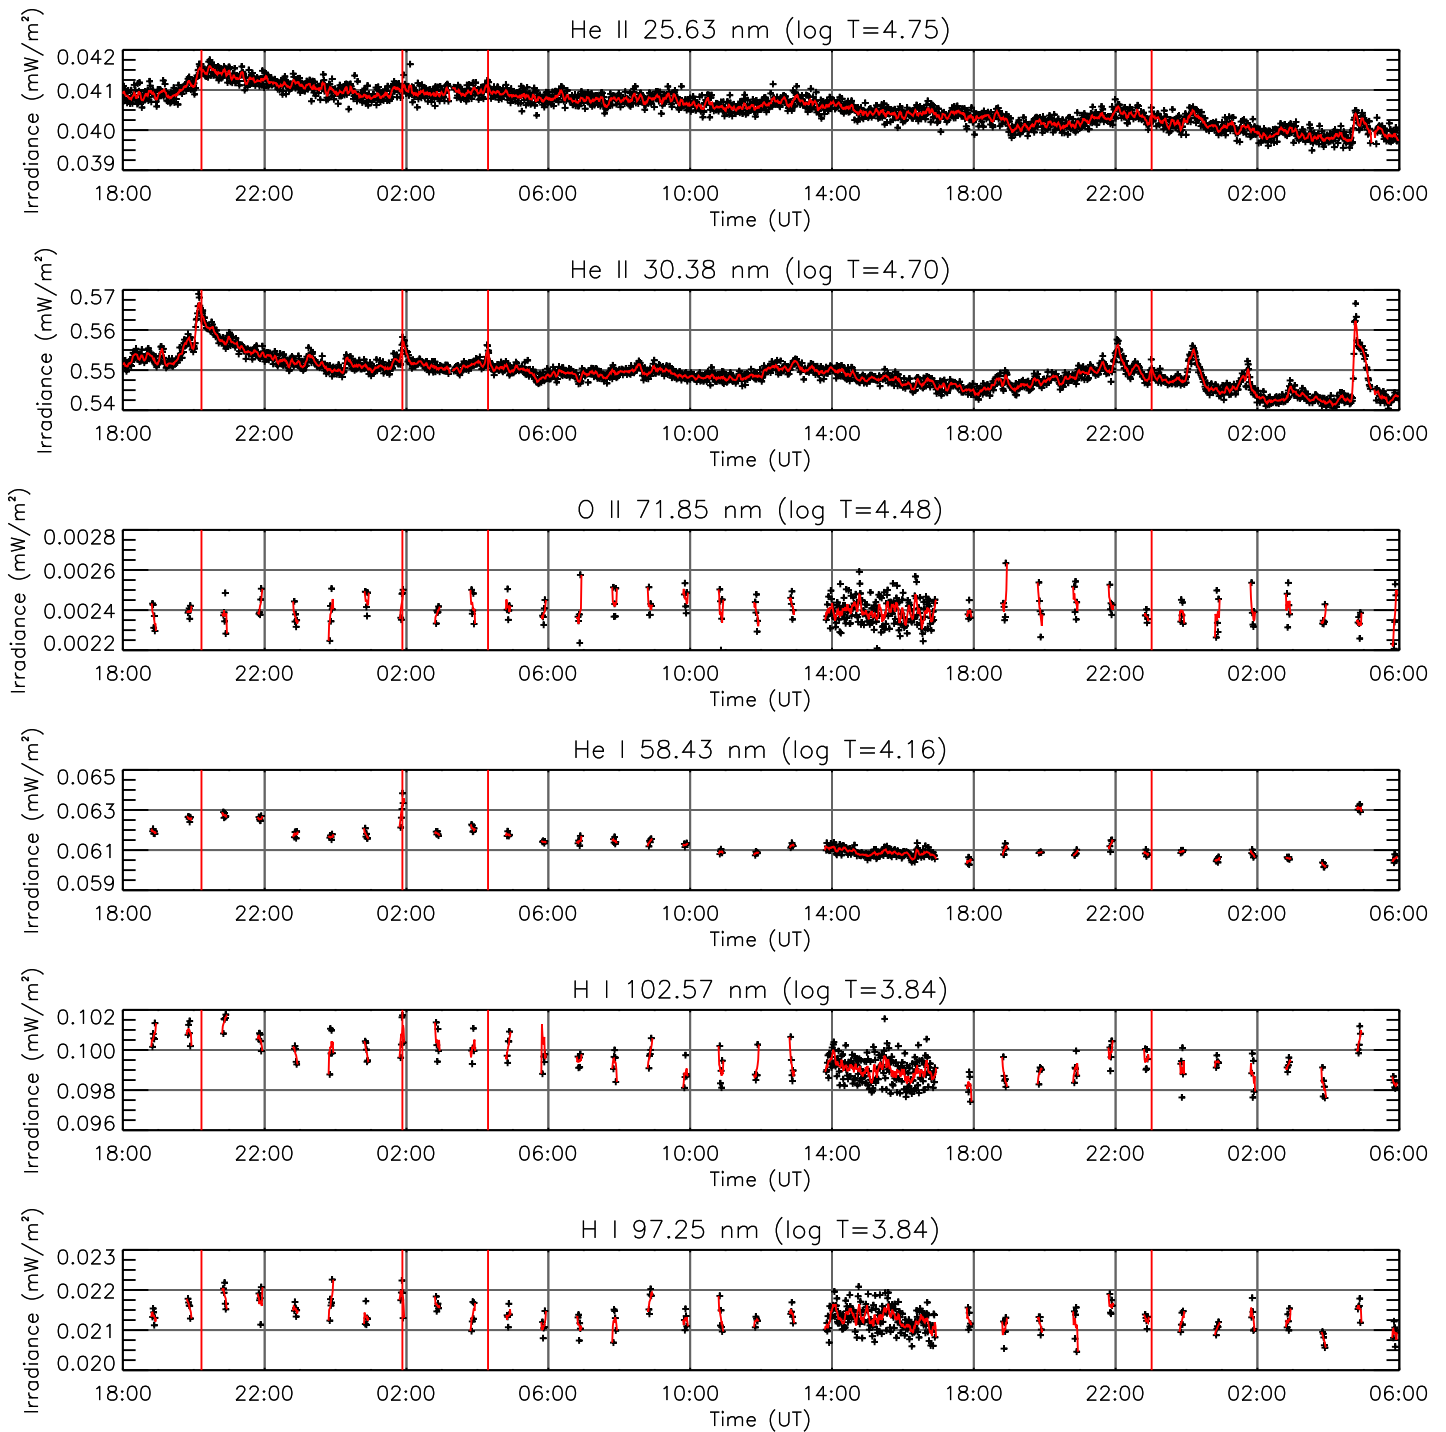 He II 25.63 nm (log T=4.75)
Irradiance (mW/m²)
0.042
0.041
0.040
0.039
18:00 22:00 02:00 06:00 10:00 14:00 18:00 22:00 02:00 06:00
Time (UT)
He II 30.38 nm (log T=4.70)
Irradiance (mW/m²)
0.57
0.56
0.55
0.54
18:00 22:00 02:00 06:00 10:00 14:00 18:00 22:00 02:00 06:00
Time (UT)
O II 71.85 nm (log T=4.48)
Irradiance (mW/m²)
0.0028
0.0026
0.0024
0.0022
18:00 22:00 02:00 06:00 10:00 14:00 18:00 22:00 02:00 06:00
Time (UT)
He I 58.43 nm (log T=4.16)
Irradiance (mW/m²)
0.065
0.063
0.061
0.059
18:00 22:00 02:00 06:00 10:00 14:00 18:00 22:00 02:00 06:00
Time (UT)
H I 102.57 nm (log T=3.84)
Irradiance (mW/m²)
0.102
0.100
0.098
0.096
18:00 22:00 02:00 06:00 10:00 14:00 18:00 22:00 02:00 06:00
Time (UT)
H I 97.25 nm (log T=3.84)
Irradiance (mW/m²)
0.023
0.022
0.021
0.020
18:00 22:00 02:00 06:00 10:00 14:00 18:00 22:00 02:00 06:00
Time (UT)